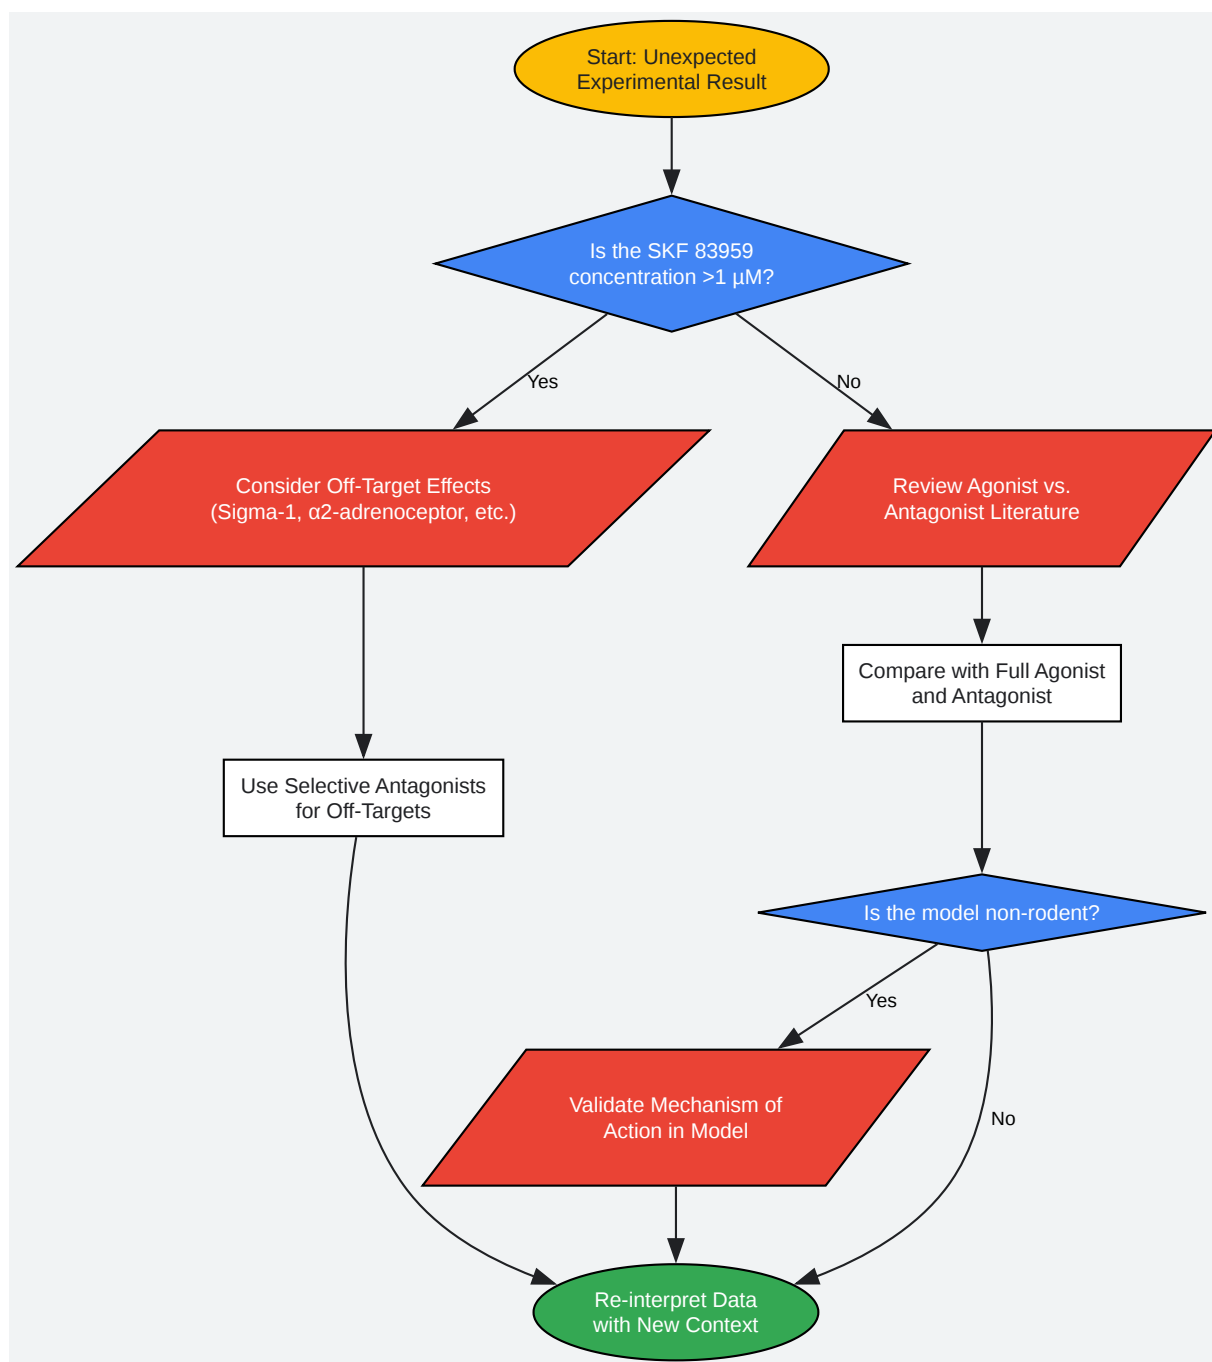 Start: Unexpected
Experimental Result
Is the SKF 83959
concentration >1 µM?
Yes
No
Consider Off-Target Effects
(Sigma-1, α2-adrenoceptor, etc.)
Review Agonist vs.
Antagonist Literature
Compare with Full Agonist
and Antagonist
Use Selective Antagonists
for Off-Targets
Is the model non-rodent?
Yes
No
Validate Mechanism of
Action in Model
Re-interpret Data
with New Context